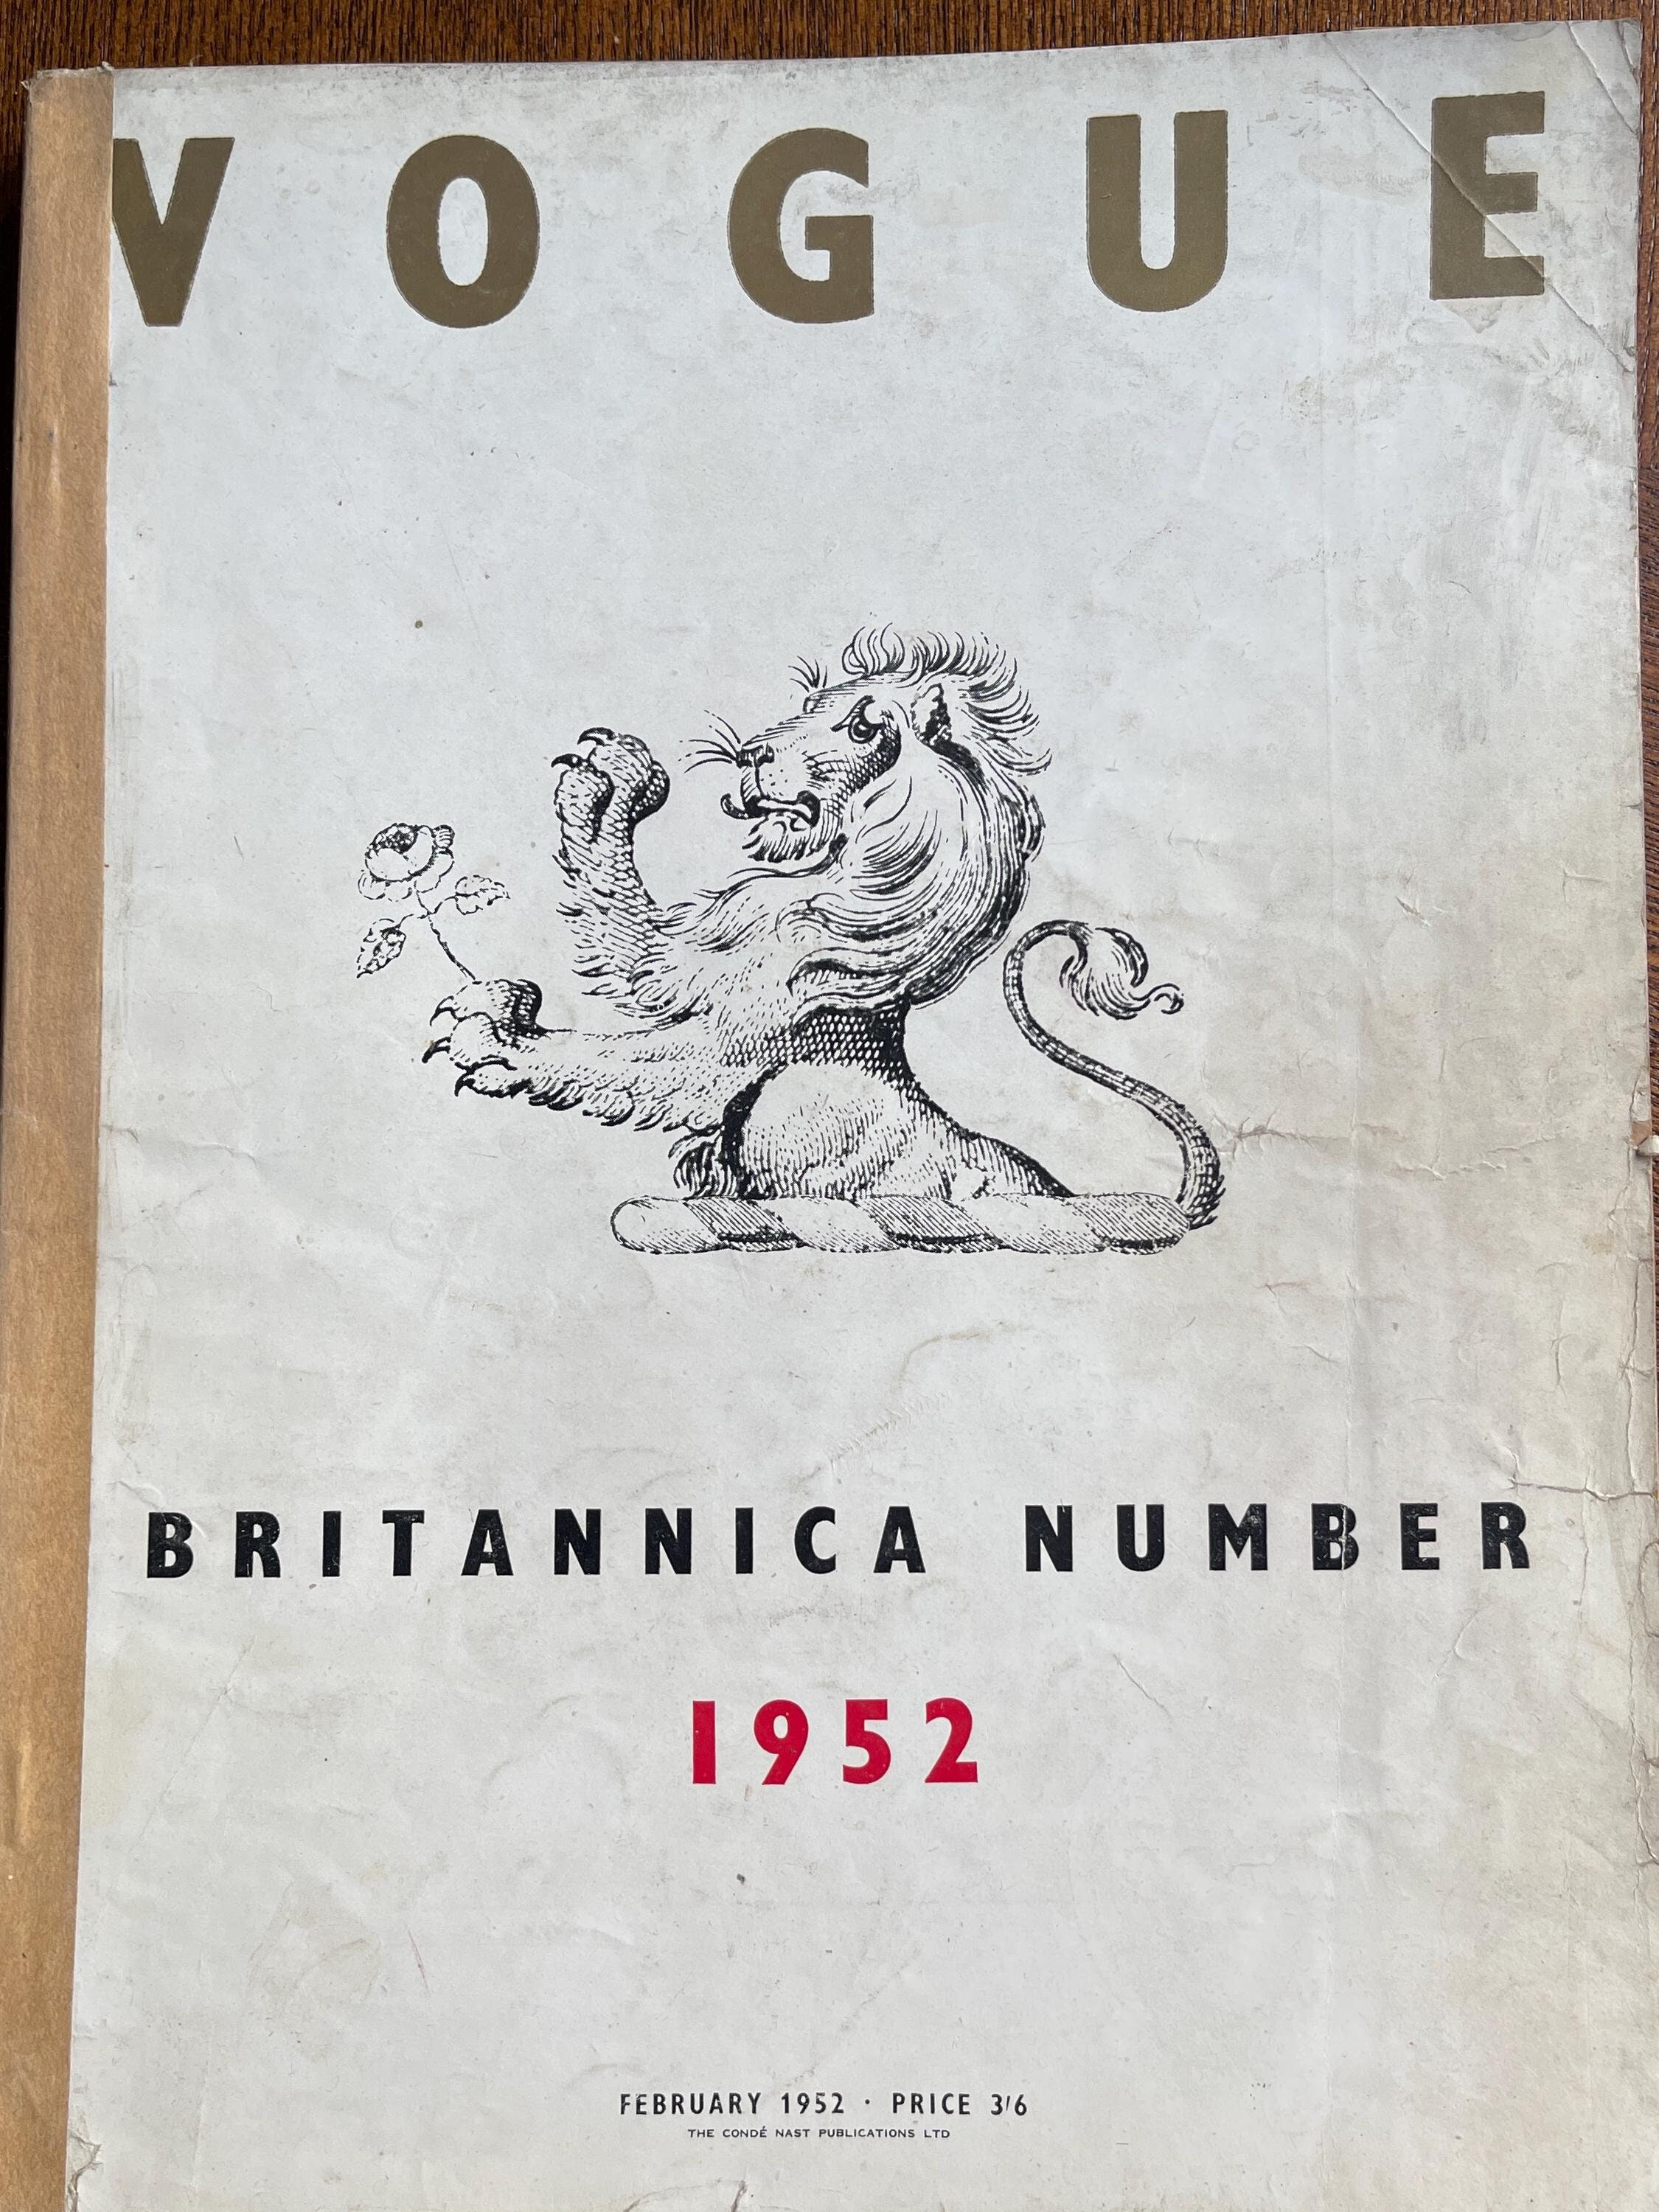 VOGUE
BRITANNICA NUMBER
1952
FEBRUARY 1952 · PRICE 3/6
THE CONDÉ NAST PUBLICATIONS LTD